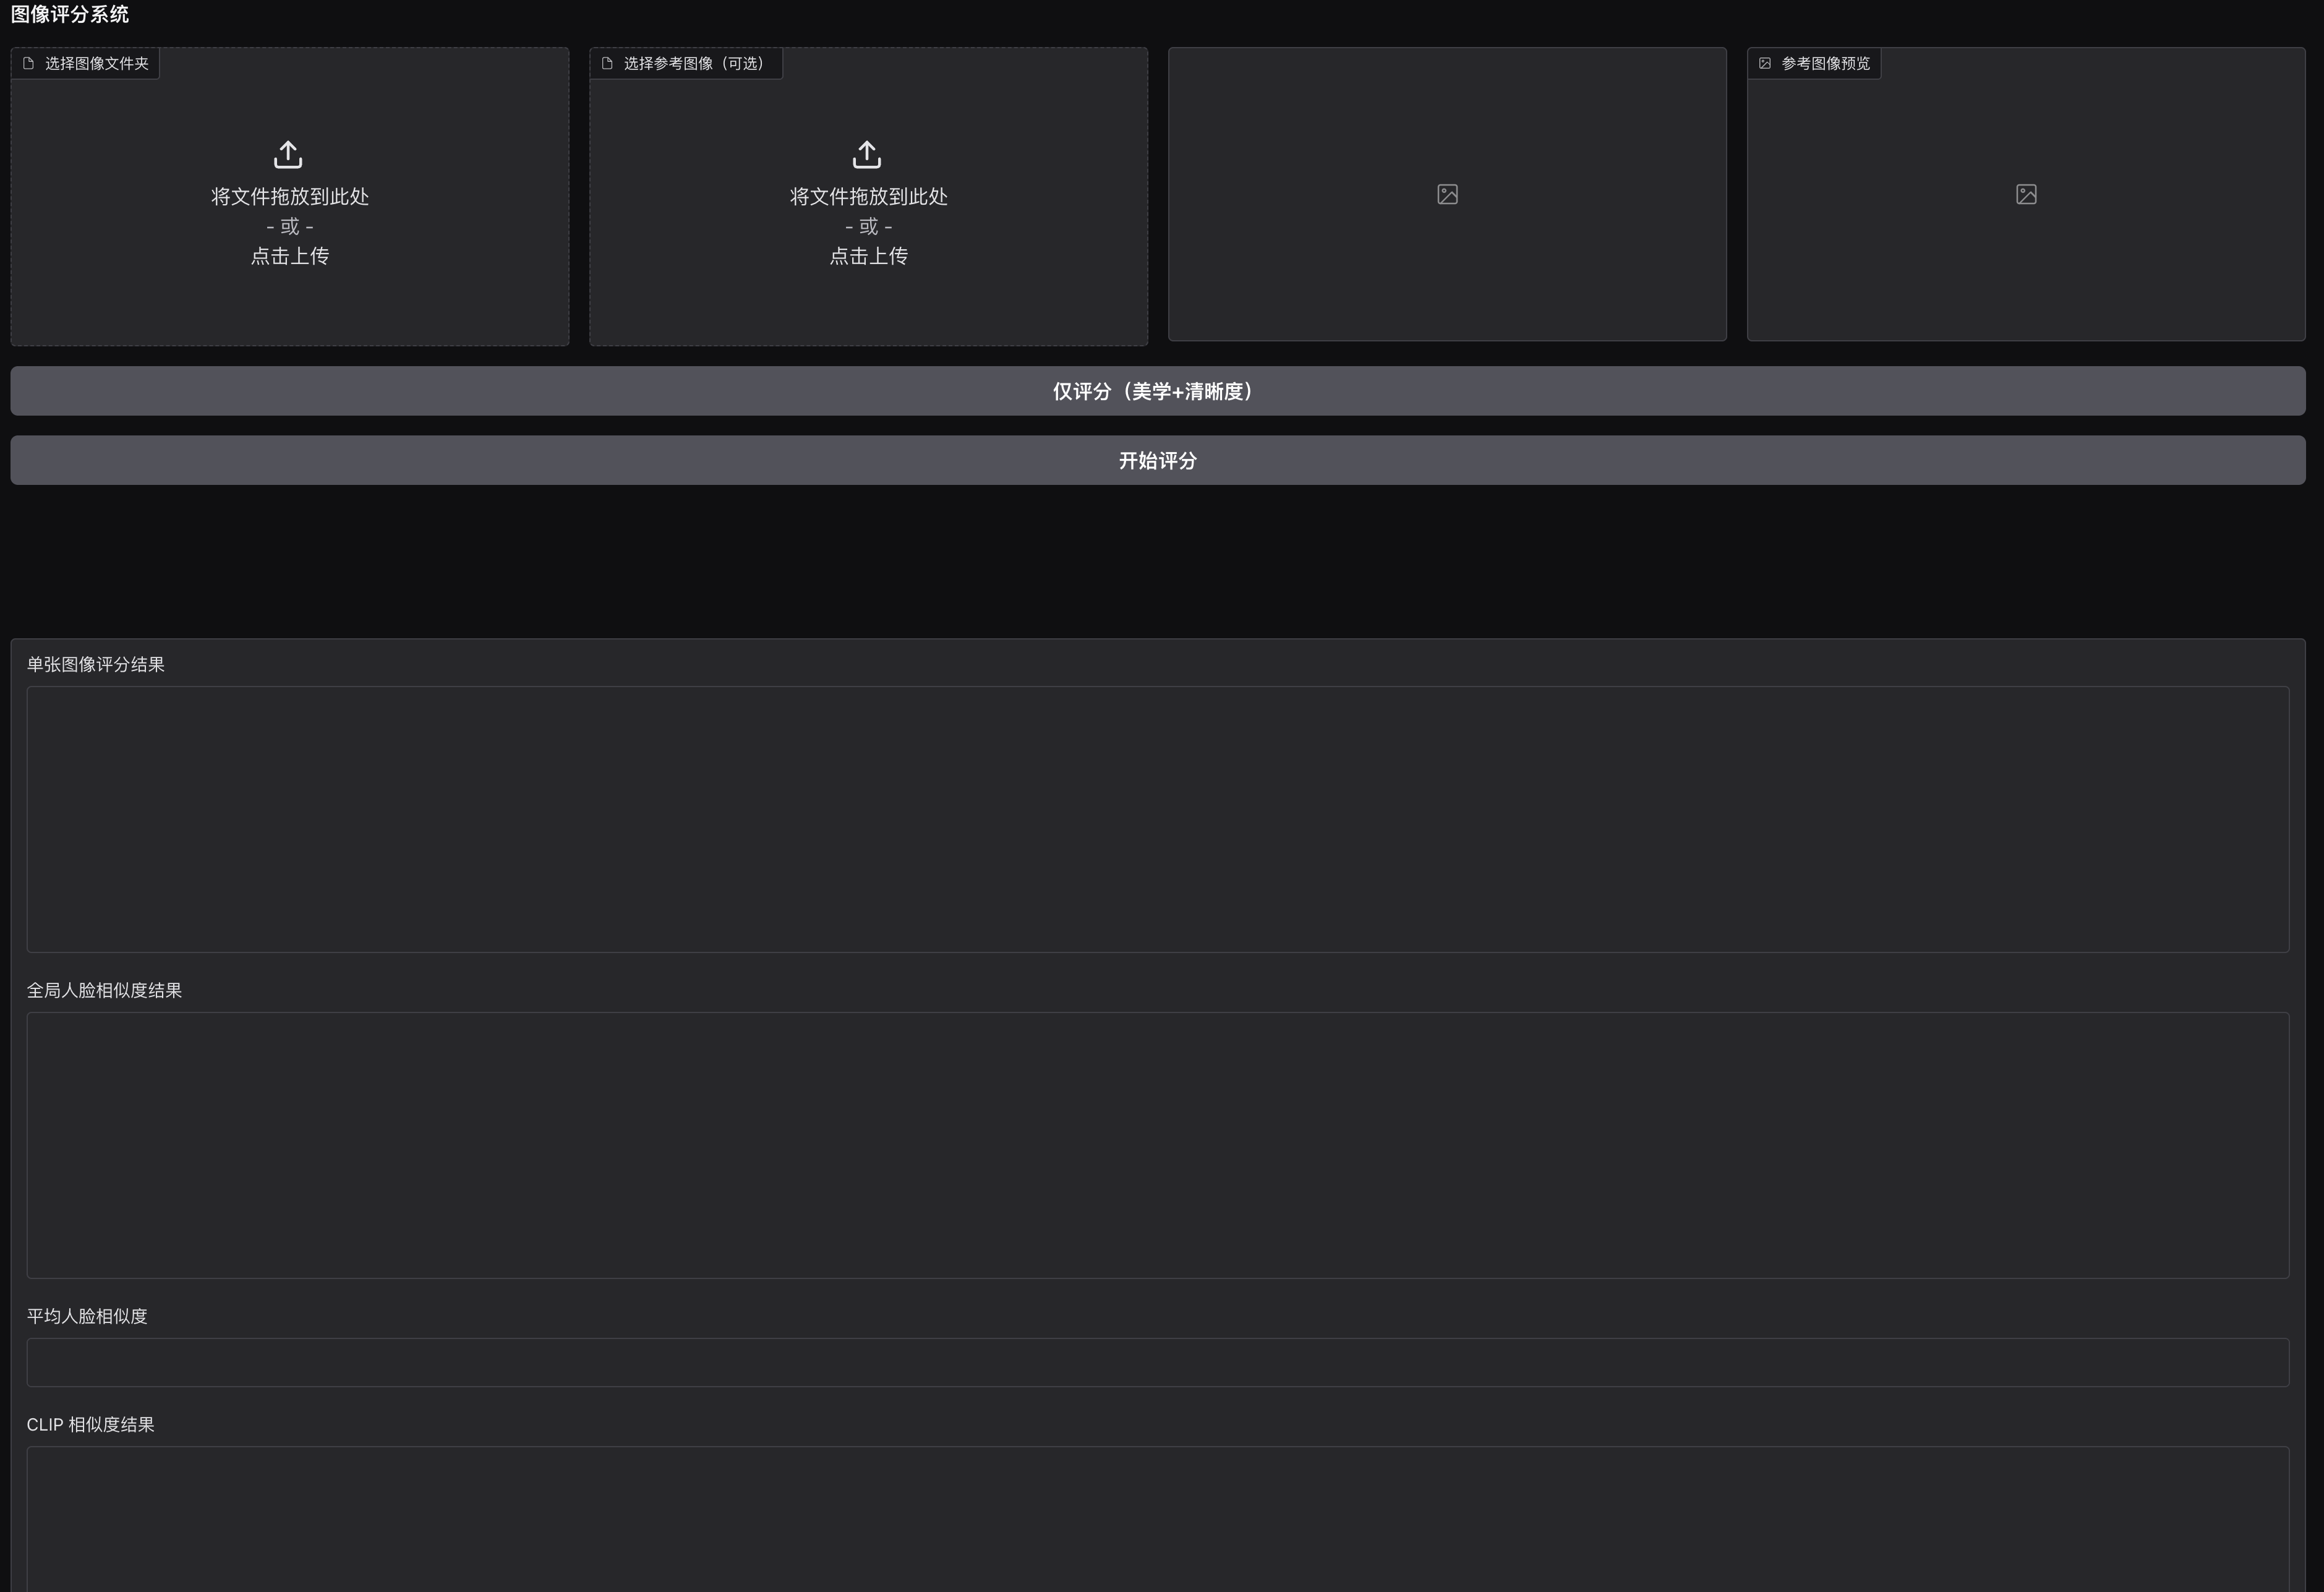 图像评分系统
选择图像文件夹
将文件拖放到此处
- 或 -
点击上传
选择参考图像（可选）
将文件拖放到此处
- 或 -
点击上传
参考图像预览
仅评分（美学+清晰度）
开始评分
单张图像评分结果
全局人脸相似度结果
平均人脸相似度
CLIP 相似度结果